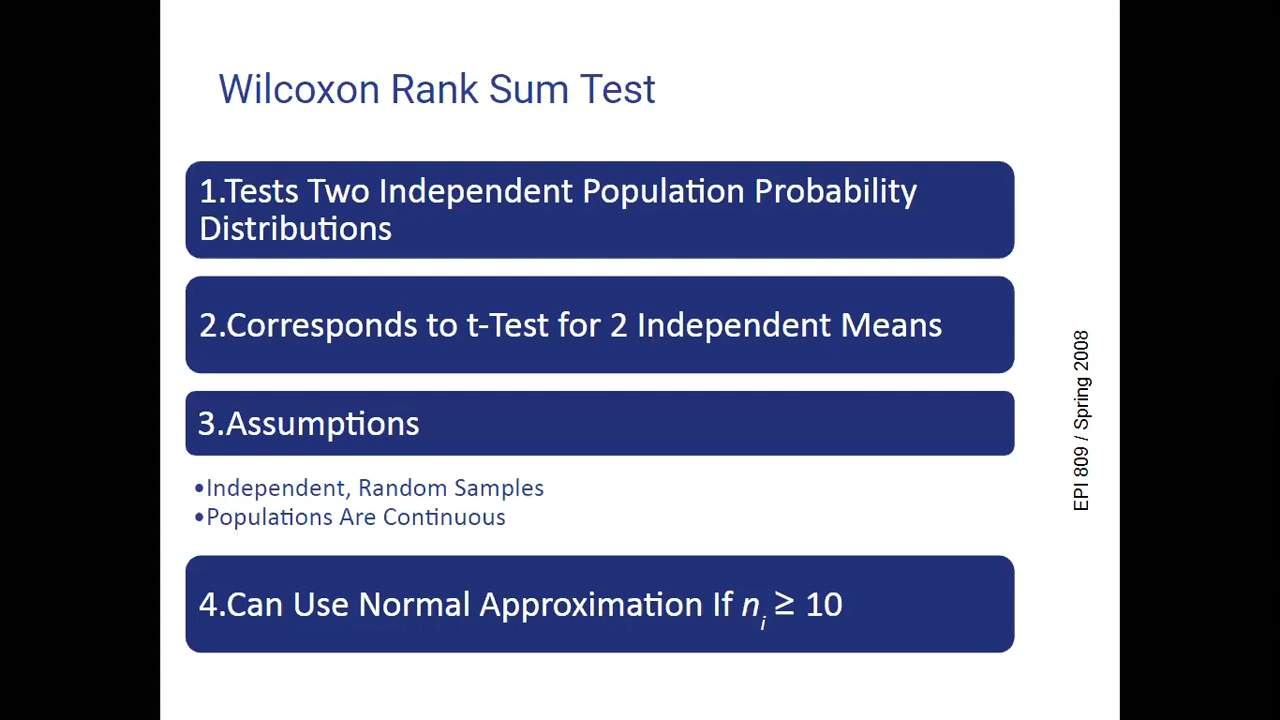 Wilcoxon Rank Sum Test
1.Tests Two Independent Population Probability
Distributions
2.Corresponds to t-Test for 2 Independent Means
3.Assumptions
•Independent, Random Samples
•Populations Are Continuous
4.Can Use Normal Approximation If nᵢ ≥ 10
EPI 809 / Spring 2008